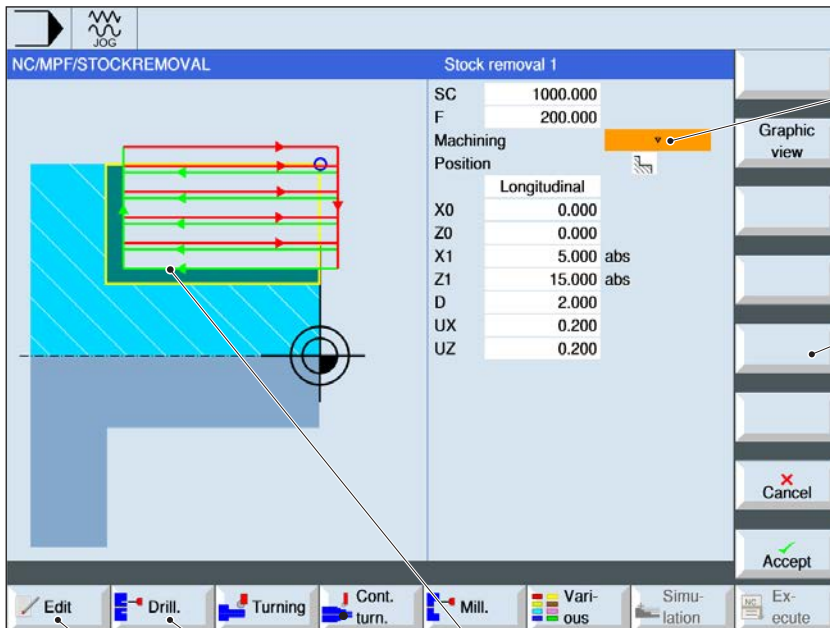 JOG
NC/MPF/STOCKREMOVAL
Stock removal 1
SC 1000.000
F 200.000
Machining
Position
Longitudinal
X0 0.000
Z0 0.000
X1 5.000 abs
Z1 15.000 abs
D 2.000
UX 0.200
UZ 0.200
Graphic
view
Cancel
Accept
Edit
Drill.
Turning
Cont.
turn.
Mill.
Vari-
ous
Simu-
lation
NC
Ex-
ecute